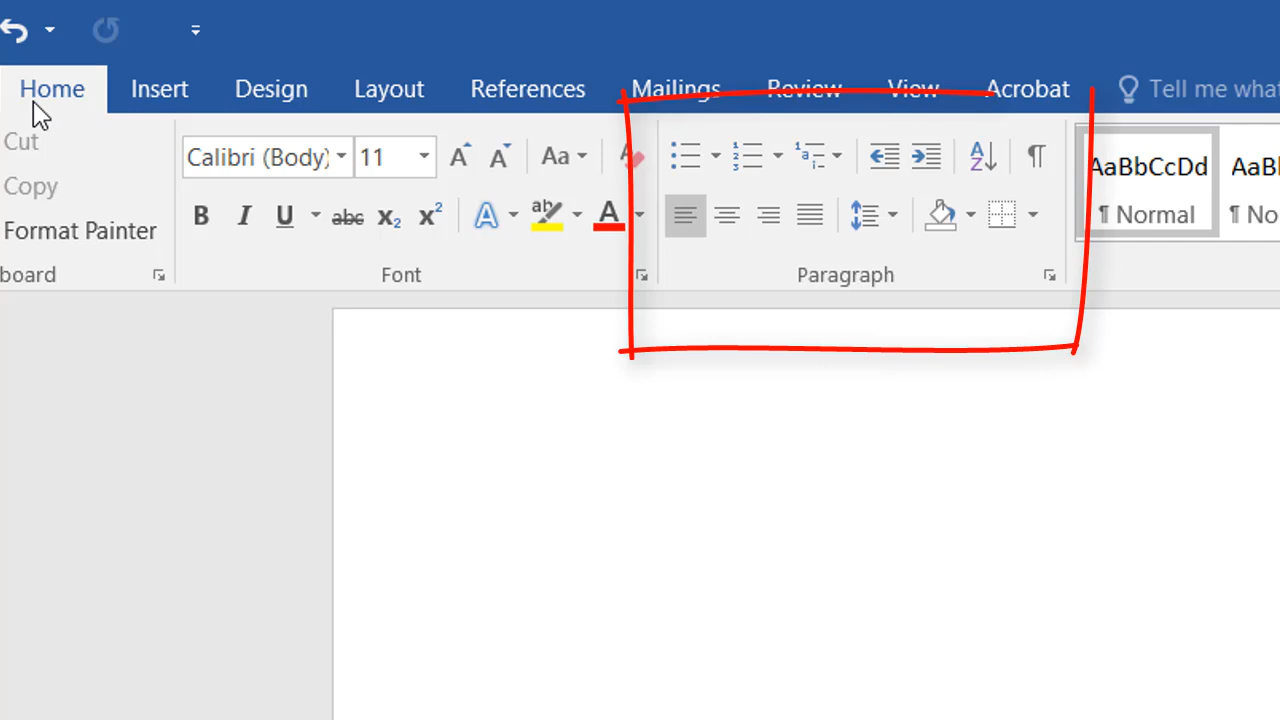 Home Insert Design Layout References Mailings Review View Acrobat Tell me what
Cut Calibri (Body) 11 Aa
Copy
AaBbCcDd AaBb
Format Painter B I U abc x₂ x² A ab A ¶ Normal ¶ No
board Font Paragraph